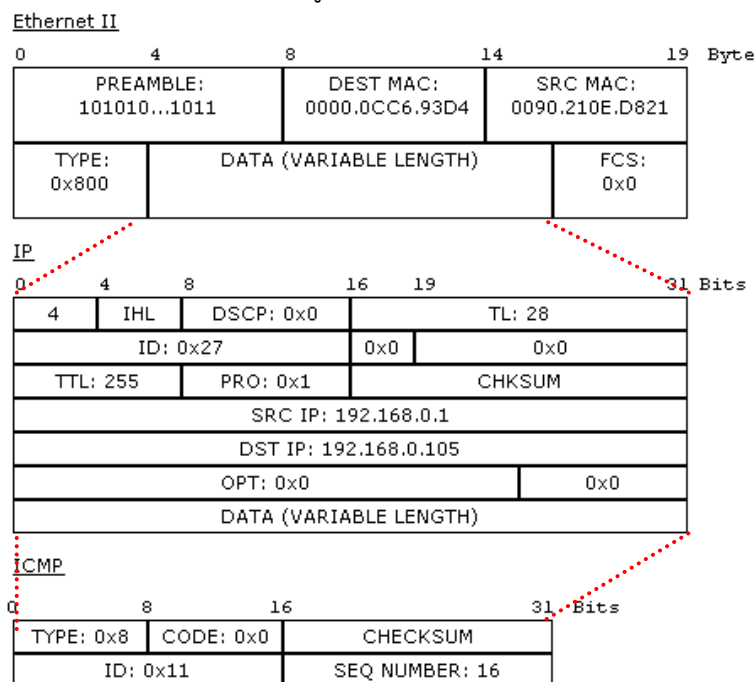 Ethernet II
0 4 8 14 19 Byte
PREAMBLE: DEST MAC: SRC MAC:
101010...1011 0000.0CC6.93D4 0090.210E.D821
TYPE: DATA (VARIABLE LENGTH) FCS:
0x800 0x0
IP
0 4 8 16 19 31 Bits
4 IHL DSCP: 0x0 TL: 28
ID: 0x27 0x0 0x0
TTL: 255 PRO: 0x1 CHKSUM
SRC IP: 192.168.0.1
DST IP: 192.168.0.105
OPT: 0x0 0x0
DATA (VARIABLE LENGTH)
ICMP
0 8 16 31 Bits
TYPE: 0x8 CODE: 0x0 CHECKSUM
ID: 0x11 SEQ NUMBER: 16